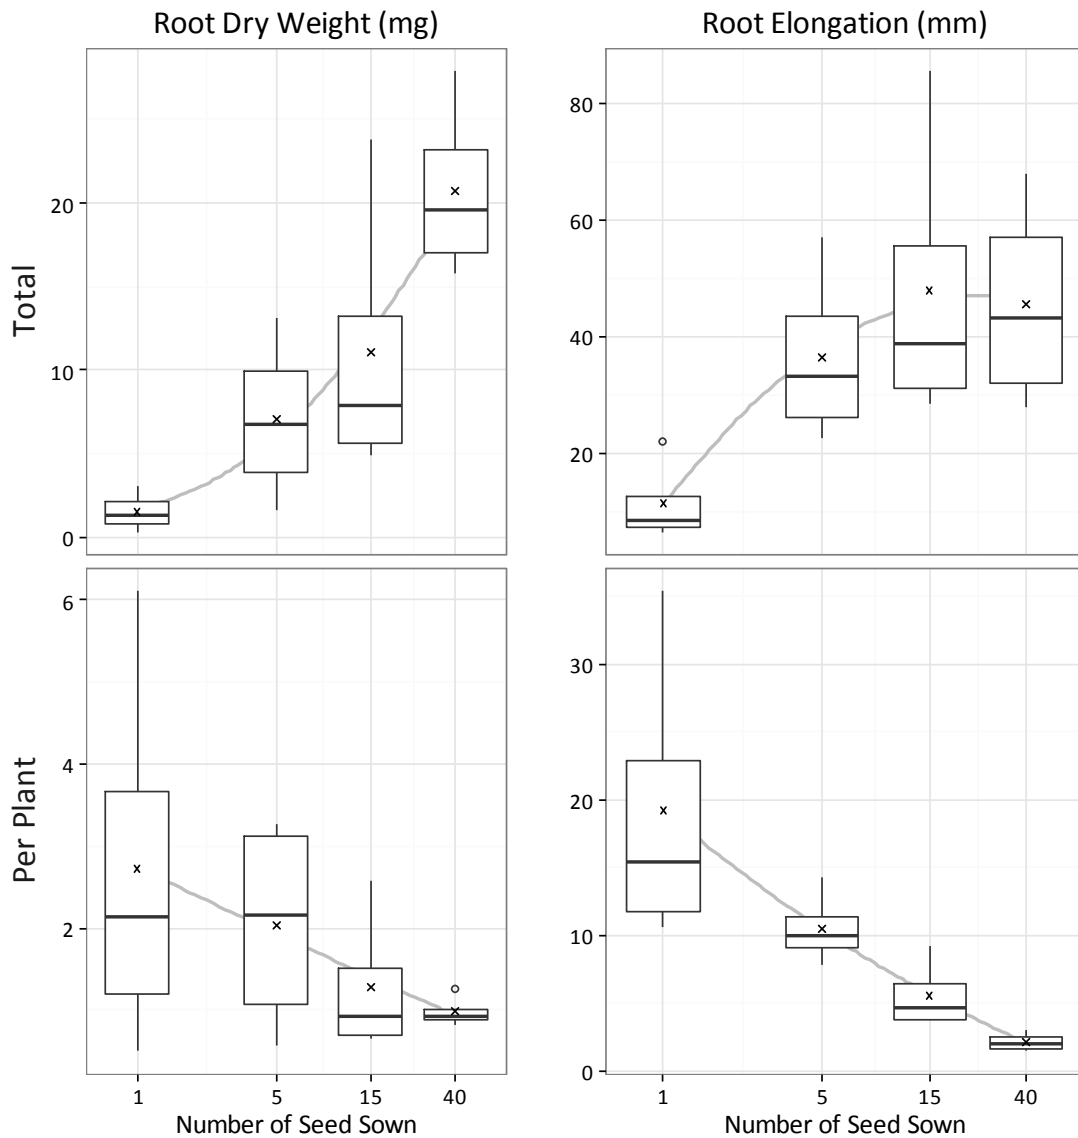 Root Dry Weight (mg)
Root Elongation (mm)
Total
20
10
0
80
60
40
20
Per Plant
6
4
2
30
20
10
0
1 5 15 40
1 5 15 40
Number of Seed Sown
Number of Seed Sown